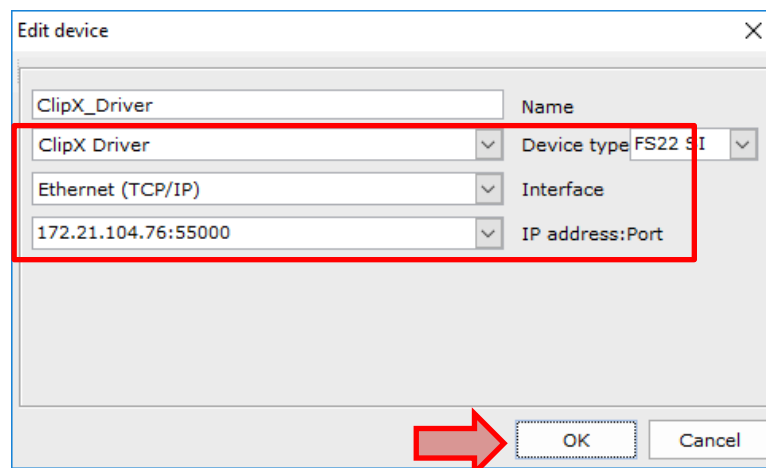 Edit device
ClipX_Driver Name
ClipX Driver Device type FS22 SI
Ethernet (TCP/IP) Interface
172.21.104.76:55000 IP address:Port
OK Cancel